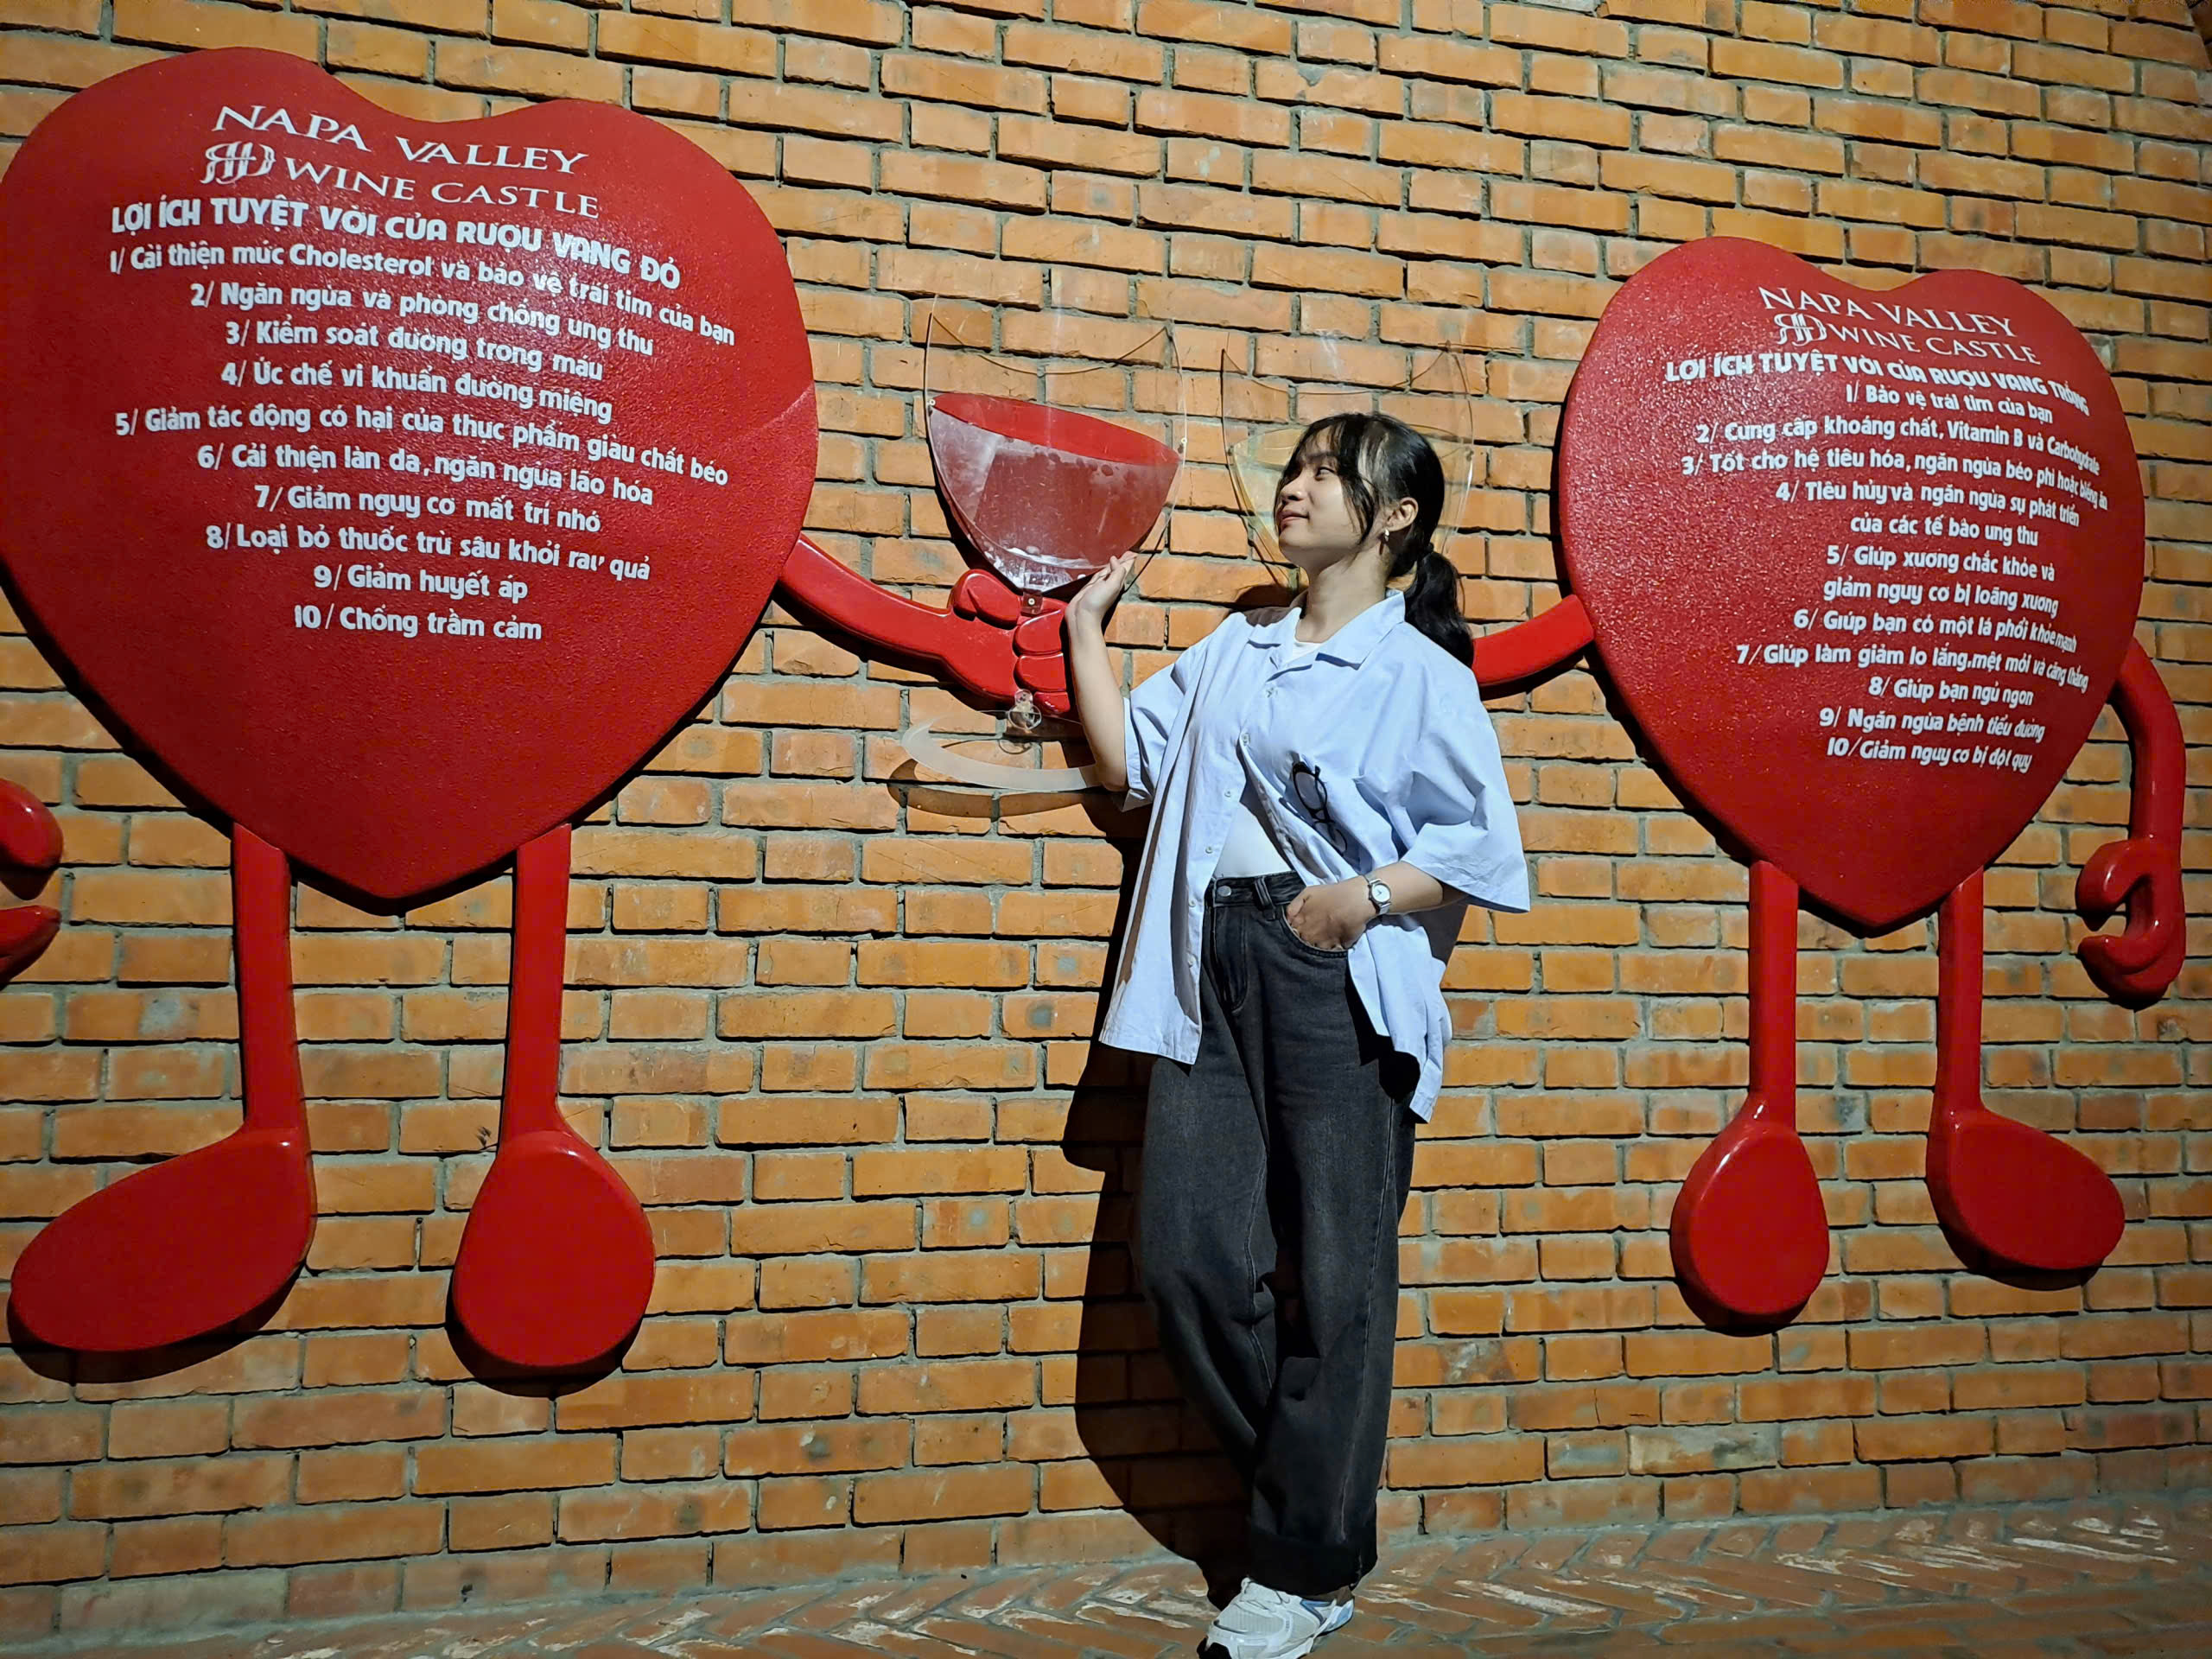 NAPA VALLEY
WINE CASTLE
LỢI ÍCH TUYỆT VỜI CỦA RƯỢU VANG ĐỎ
1/ Cải thiện mức Cholesterol và bảo vệ trái tim của bạn
2/ Ngăn ngừa và phòng chống ung thư
3/ Kiểm soát đường trong máu
4/ Ức chế vi khuẩn đường miệng
5/ Giảm tác động có hại của thực phẩm giàu chất béo
6/ Cải thiện làn da, ngăn ngừa lão hóa
7/ Giảm nguy cơ mất trí nhớ
8/ Loại bỏ thuốc trừ sâu khỏi rau quả
9/ Giảm huyết áp
10/ Chống trầm cảm
NAPA VALLEY
WINE CASTLE
LỢI ÍCH TUYỆT VỜI CỦA RƯỢU VANG TRẮNG
1/ Bảo vệ trái tim của bạn
2/ Cung cấp khoáng chất, Vitamin B và Carbohydrate
3/ Tốt cho hệ tiêu hóa, ngăn ngừa béo phì hoặc biếng ăn
4/ Tiêu hủy và ngăn ngừa sự phát triển
của các tế bào ung thu
5/ Giúp xương chắc khỏe và
giảm nguy cơ bị loãng xương
6/ Giúp bạn có một lá phổi khỏe mạnh
7/ Giúp làm giảm lo lắng, mệt mỏi và căng thẳng
8/ Giúp bạn ngủ ngon
9/ Ngăn ngừa bệnh tiểu đường
10/ Giảm nguy cơ bị đột quỵ